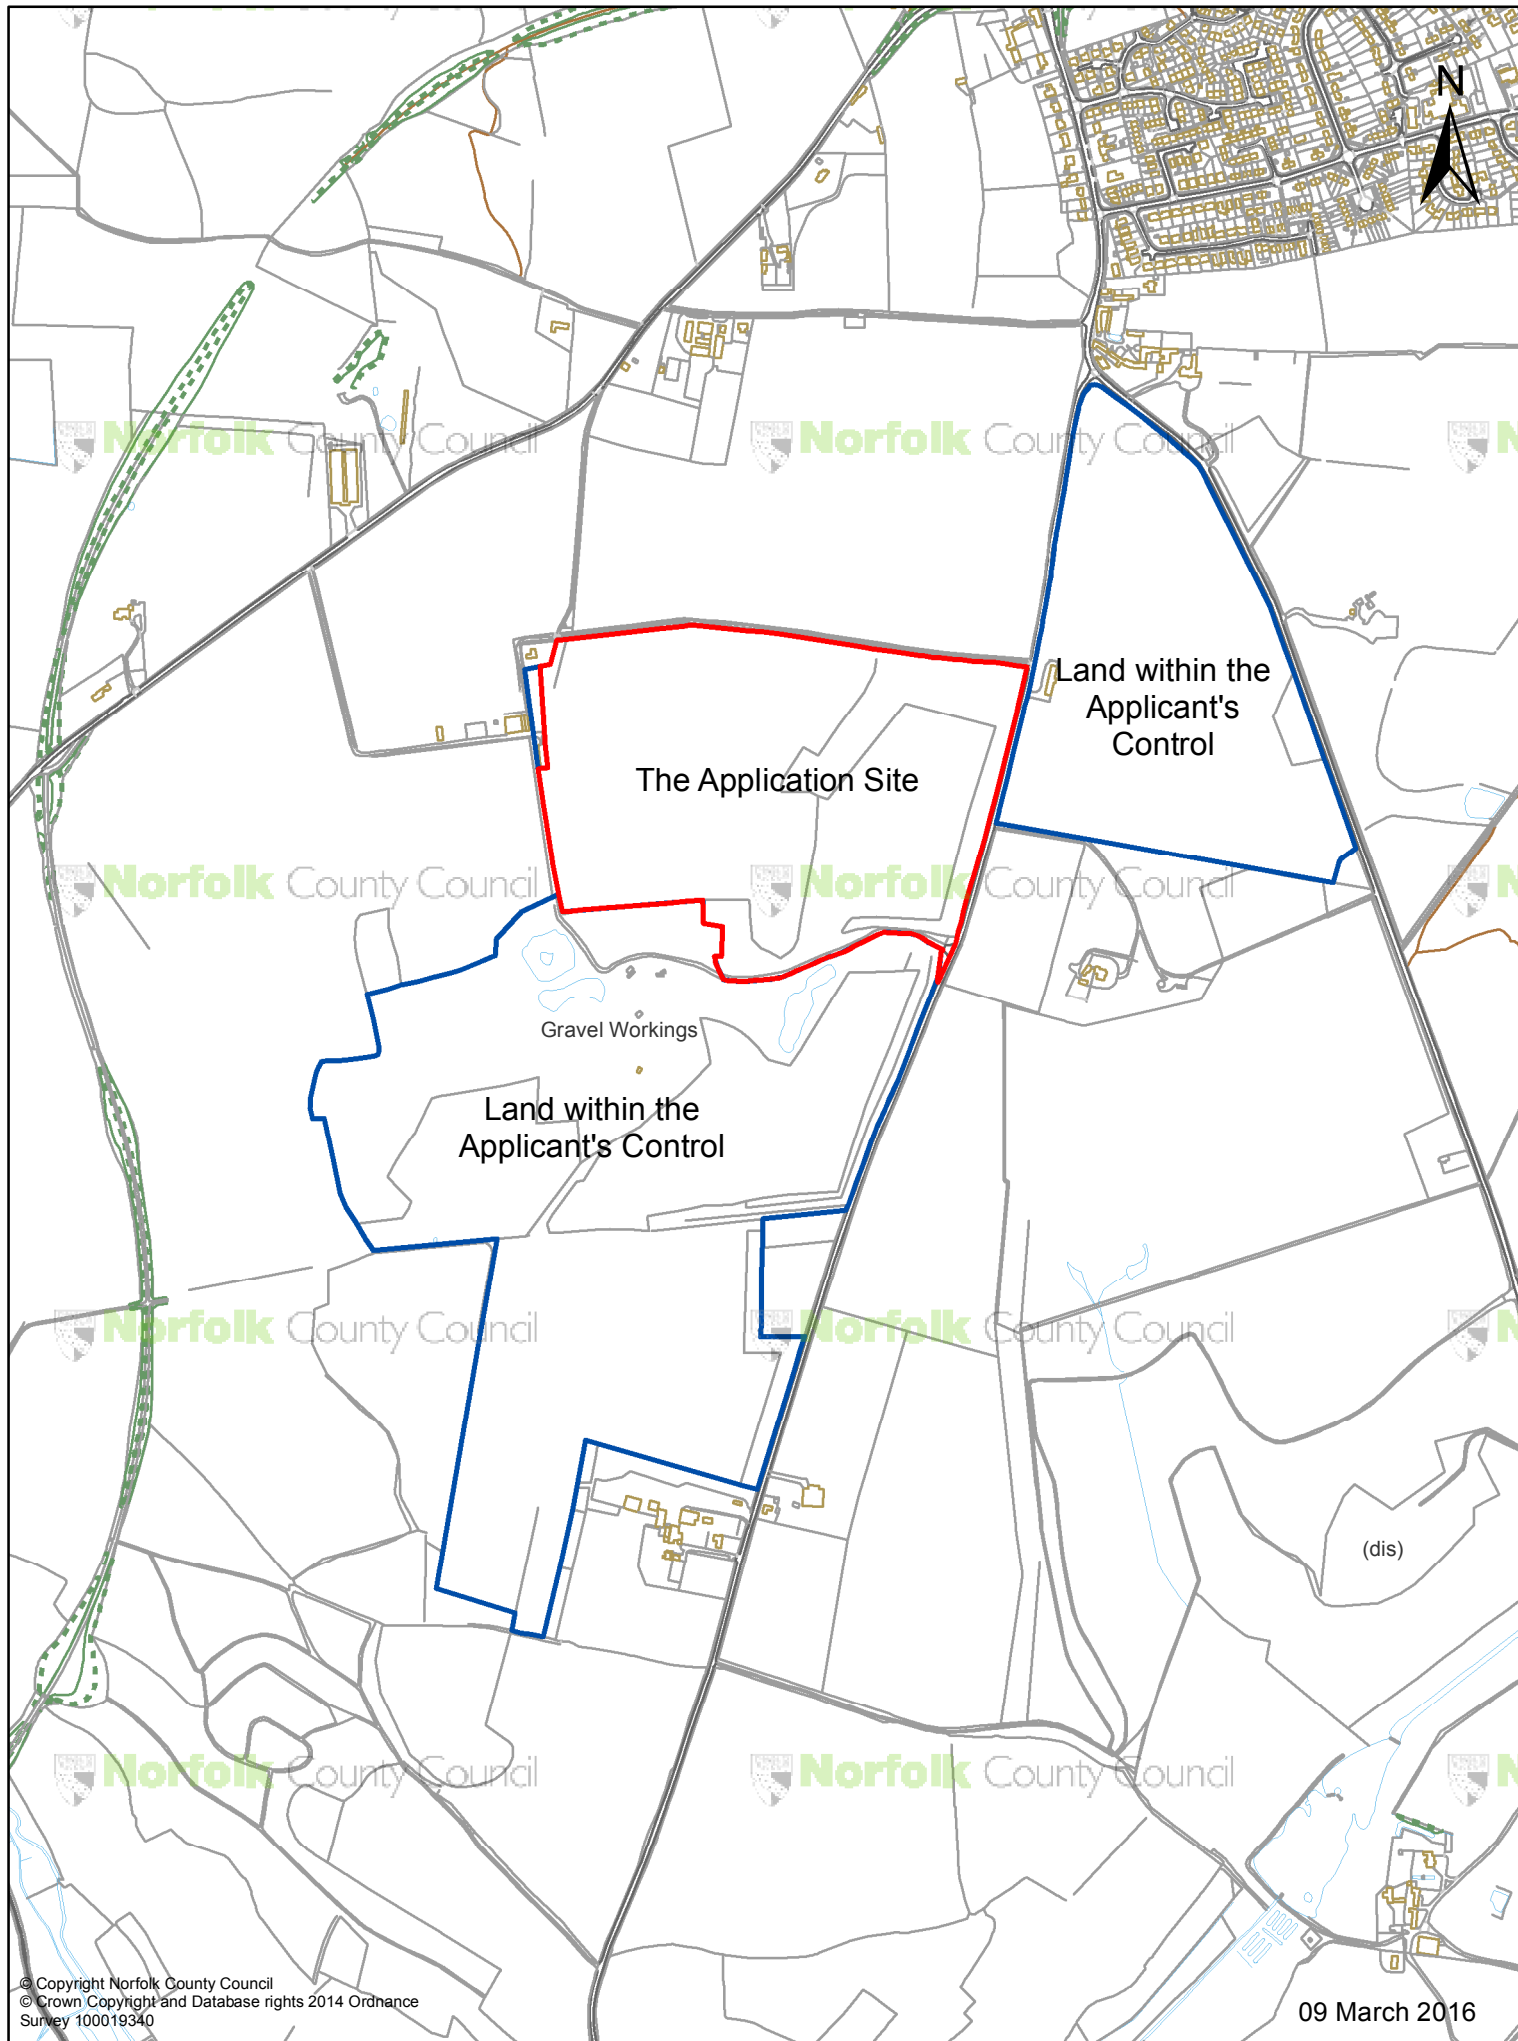 N
Norfolk County Council
Norfolk County Council
N
Land within the
Applicant's
Control
The Application Site
Norfolk County Council
Norfolk County Council
N
Gravel Workings
Land within the
Applicant's Control
Norfolk County Council
Norfolk County Council
N
(dis)
Norfolk County Council
Norfolk County Council
N
© Copyright Norfolk County Council
© Crown Copyright and Database rights 2014 Ordnance
Survey 100019340
09 March 2016